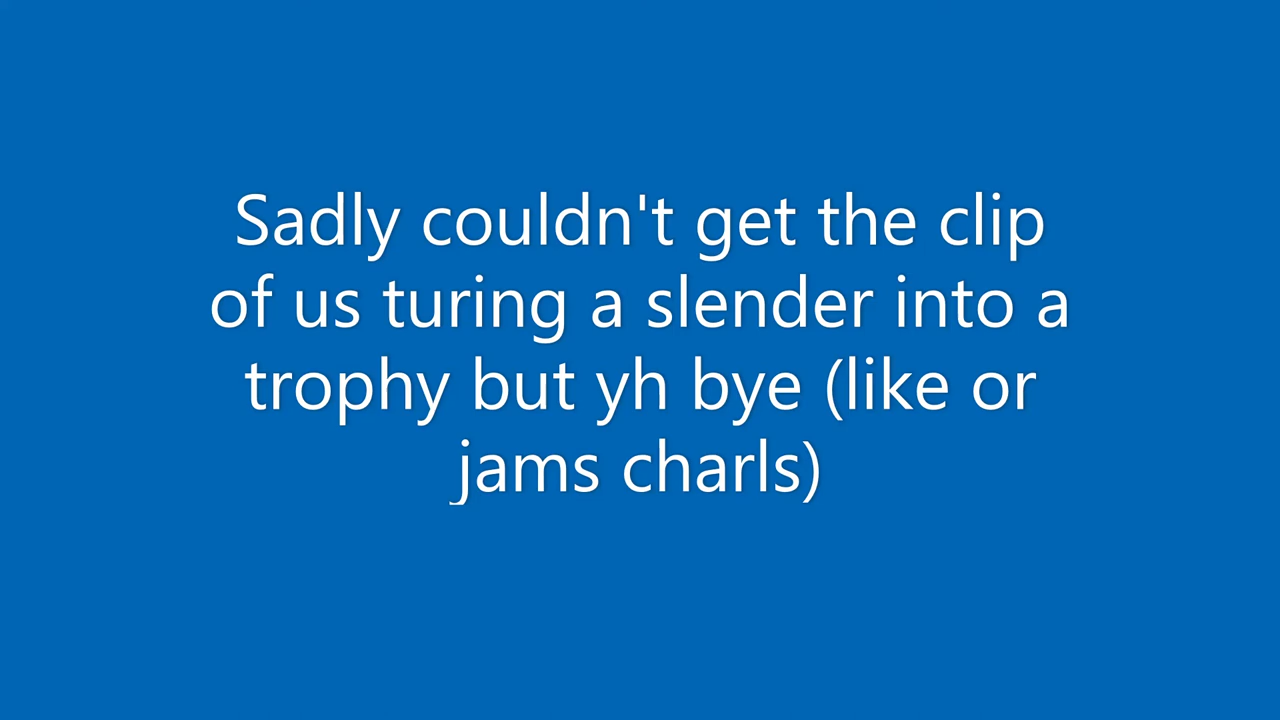 Sadly couldn't get the clip
of us turing a slender into a
trophy but yh bye (like or
jams charls)